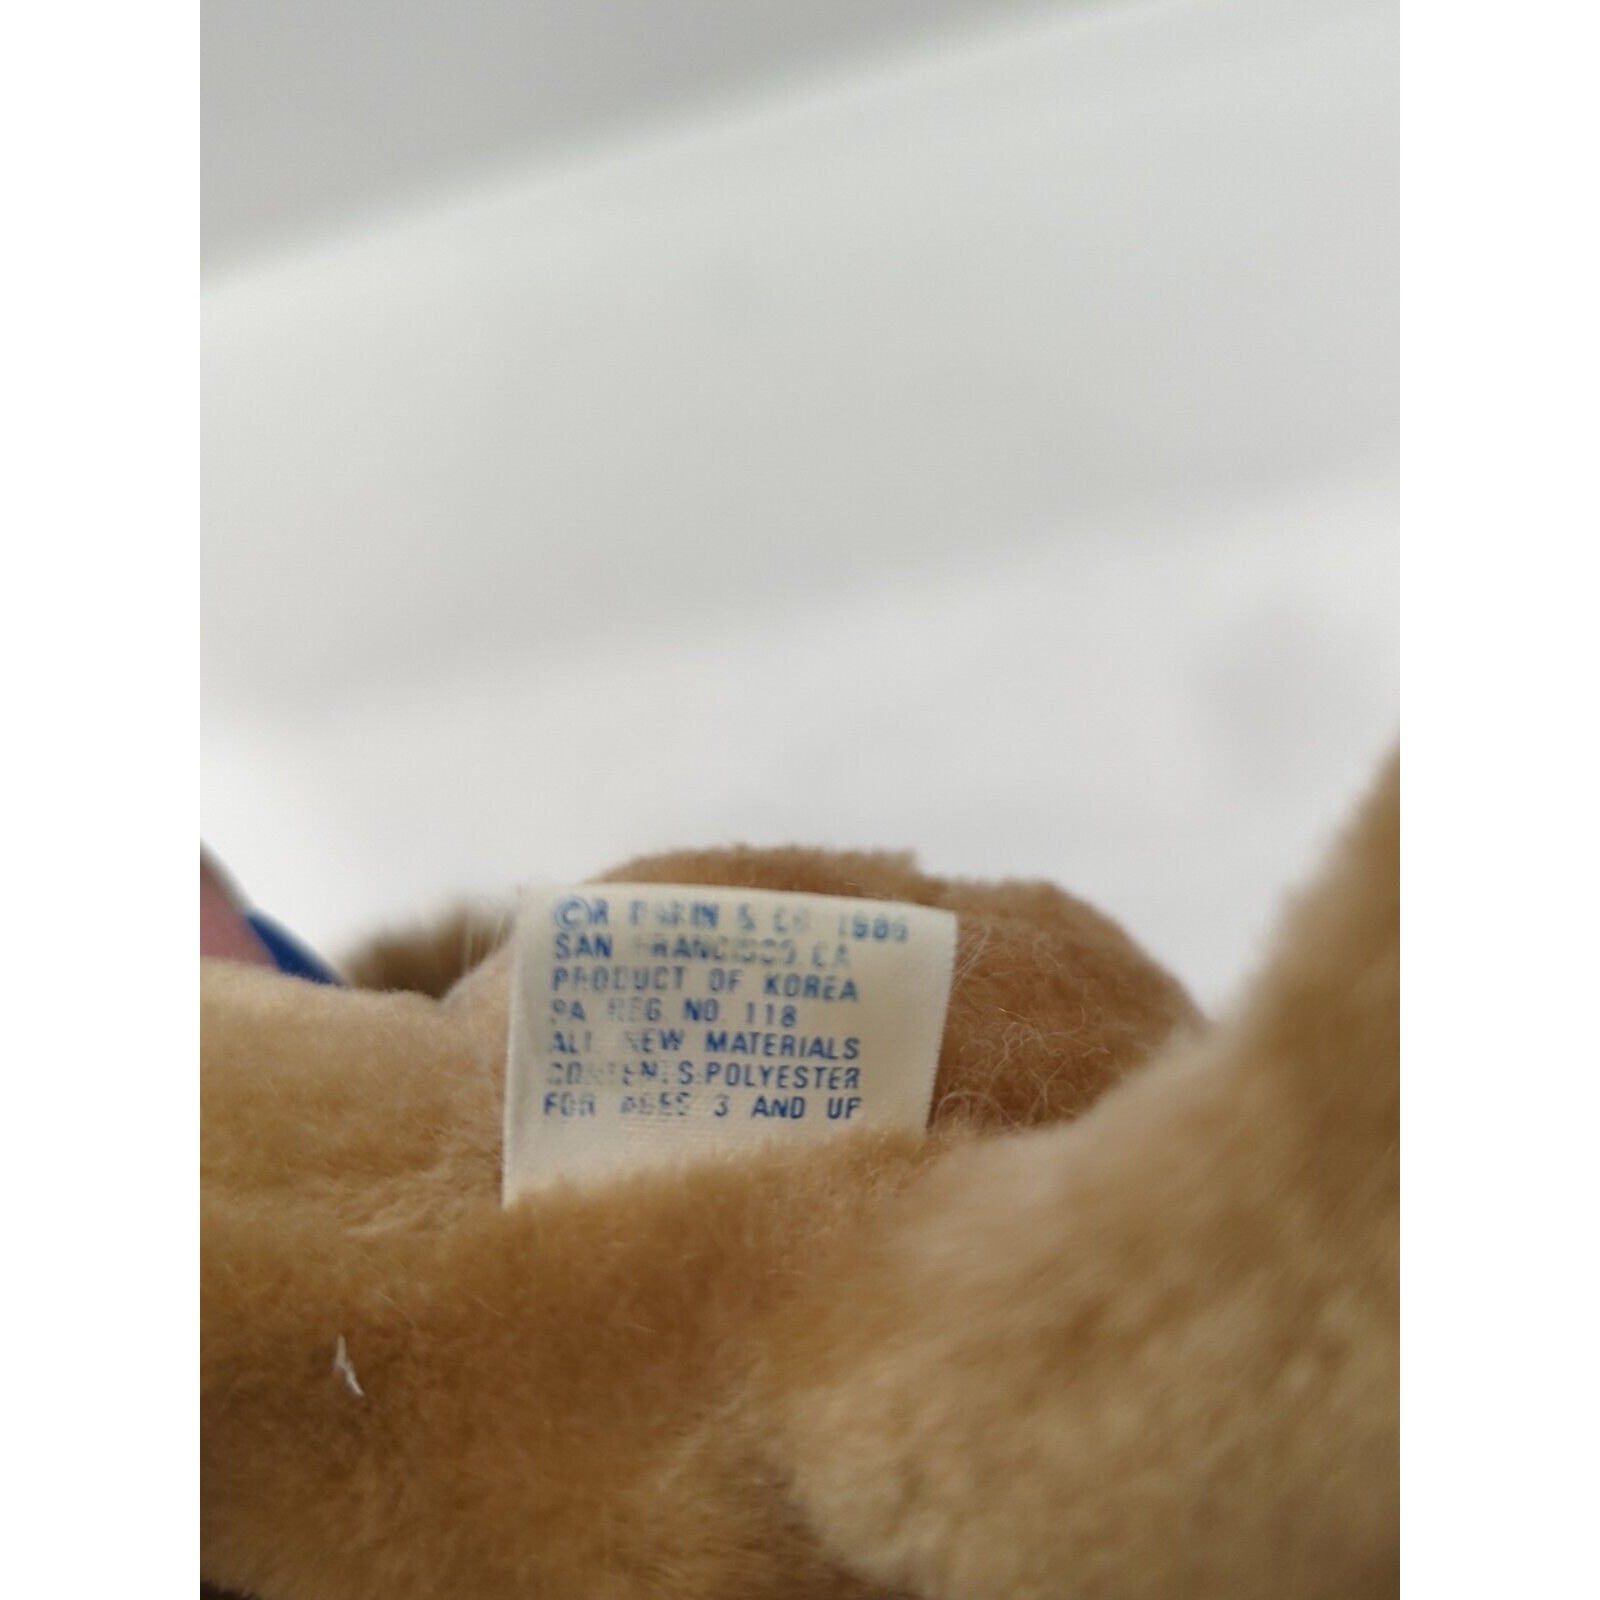 ©R DAKIN & CO 1986
SAN FRANCISCO, CA
PRODUCT OF KOREA
PA REG. NO. 118
ALL NEW MATERIALS
CONTENTS:POLYESTER
FOR AGES 3 AND UP